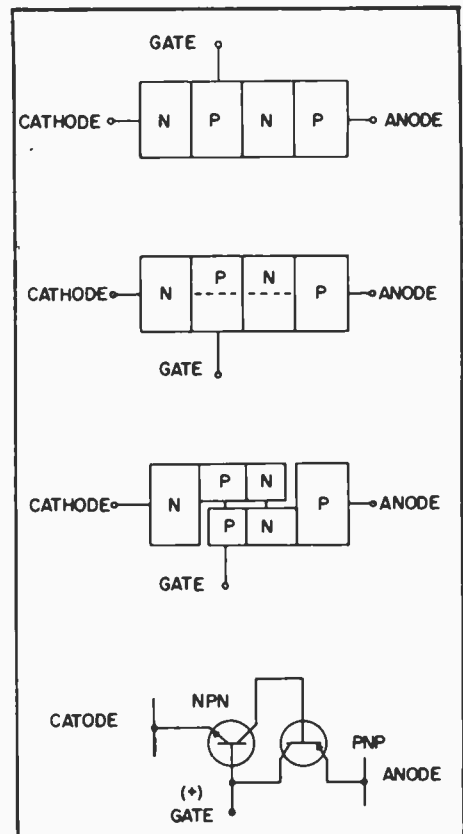 GATE
CATHODE N P N P ANODE
P N
CATHODE N P ANODE
GATE
P N
CATHODE N P ANODE
P N
GATE
NPN
CATODE PNP
ANODE
(+)
GATE